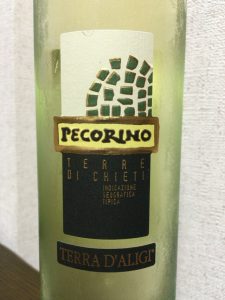 PECORINO
TERRE
DI CHIETI
INDICAZIONE
GEOGRAFICA
TIPICA
TERRA D'ALIGI